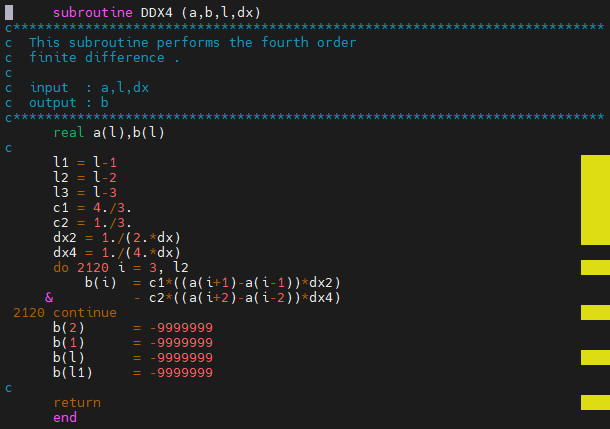 subroutine DDX4 (a,b,l,dx)
c**************************************************************************
c  This subroutine performs the fourth order
c  finite difference .
c
c  input  : a,l,dx
c  output : b
c**************************************************************************
      real a(l),b(l)
c
      l1 = l-1
      l2 = l-2
      l3 = l-3
      c1 = 4./3.
      c2 = 1./3.
      dx2 = 1./(2.*dx)
      dx4 = 1./(4.*dx)
      do 2120 i = 3, l2
          b(i)  = c1*((a(i+1)-a(i-1))*dx2)
     &          - c2*((a(i+2)-a(i-2))*dx4)
 2120 continue
      b(2)      = -9999999
      b(1)      = -9999999
      b(l)      = -9999999
      b(l1)     = -9999999
c
      return
      end